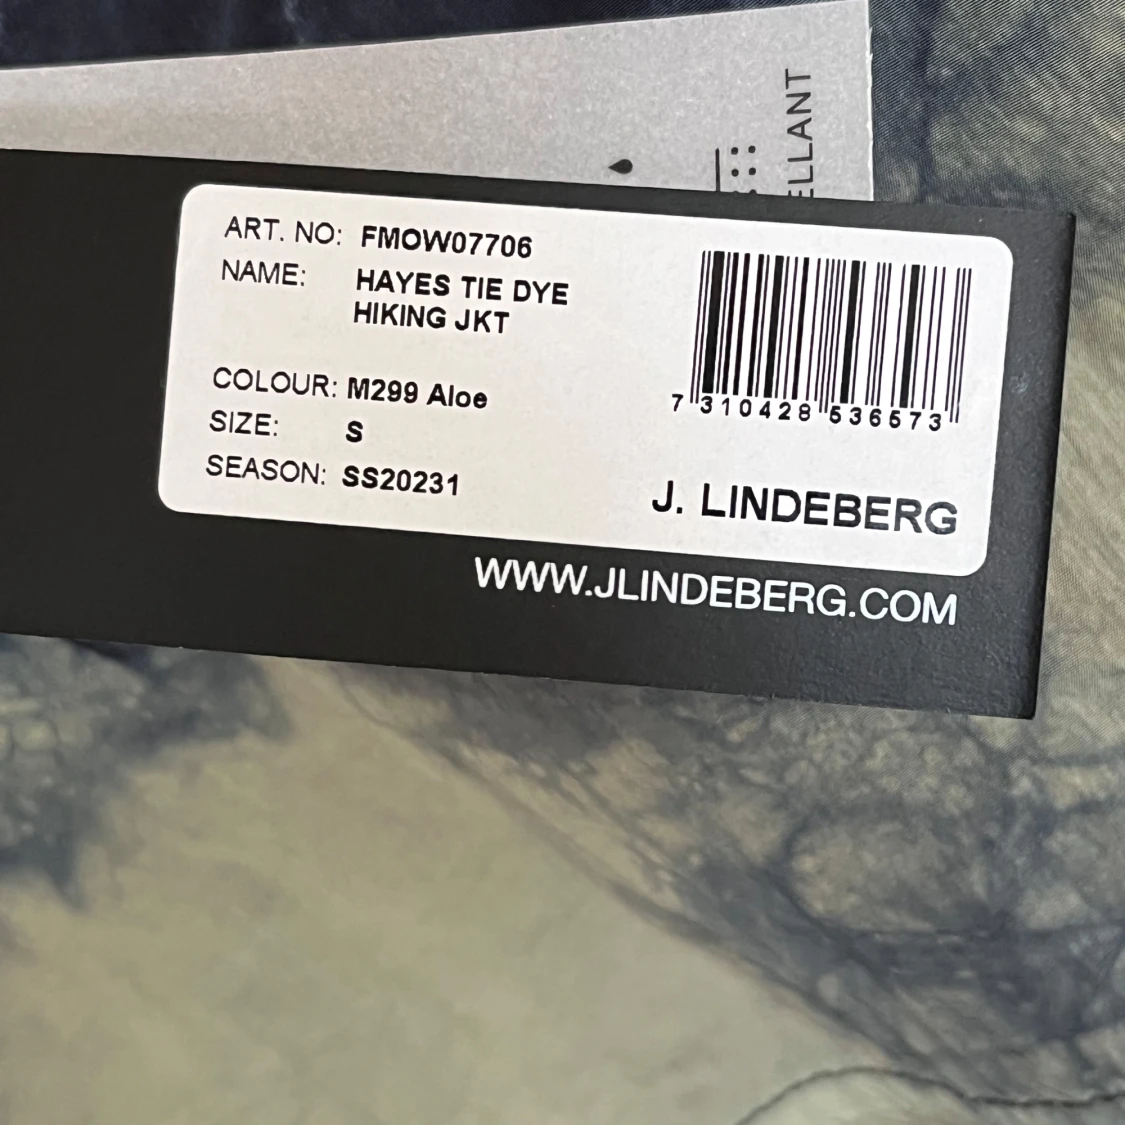 ELLANT
ART. NO: FMOW07706
NAME: HAYES TIE DYE
HIKING JKT
COLOUR: M299 Aloe
SIZE: S
SEASON: SS20231
7 310428 536573
J. LINDEBERG
WWW.JLINDEBERG.COM